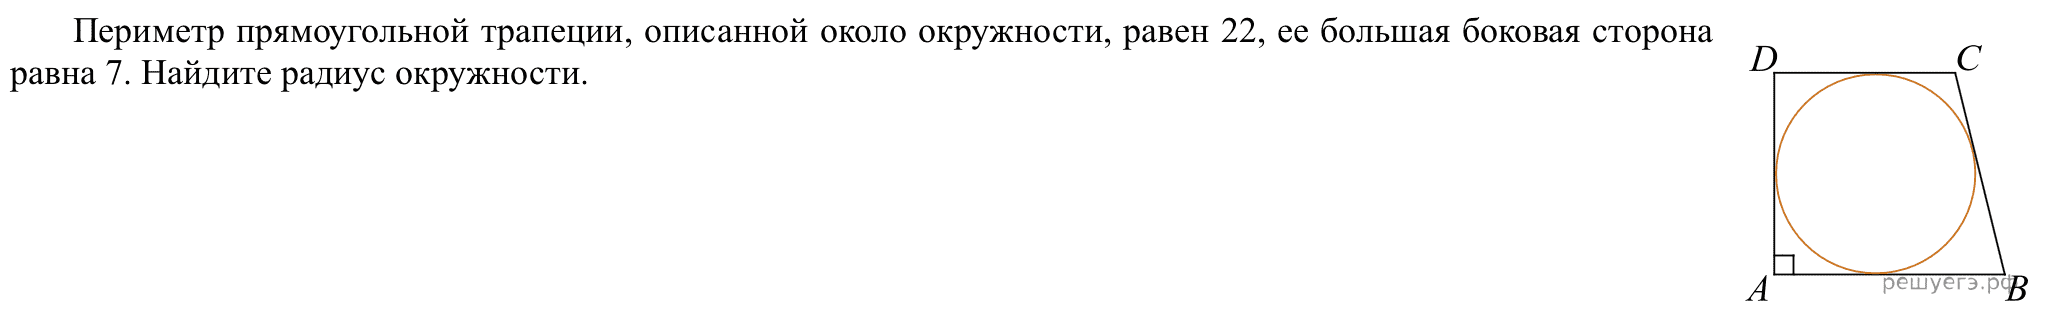 Периметр прямоугольной трапеции, описанной около окружности, равен 22, ее большая боковая сторона
равна 7. Найдите радиус окружности.
D C
A B
решуегэ.рф